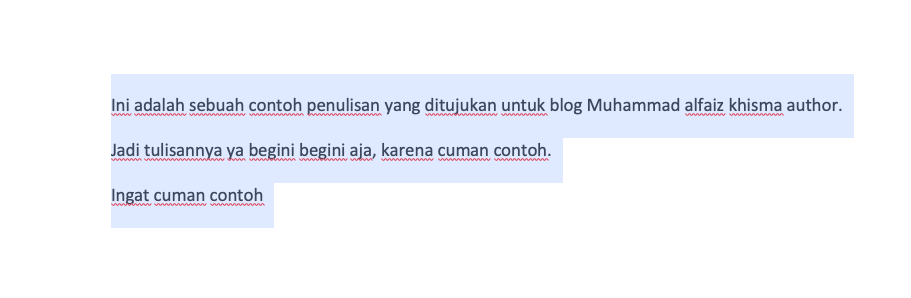 Ini adalah sebuah contoh penulisan yang ditujukan untuk blog Muhammad alfaiz khisma author.
Jadi tulisannya ya begini begini aja, karena cuman contoh.
Ingat cuman contoh